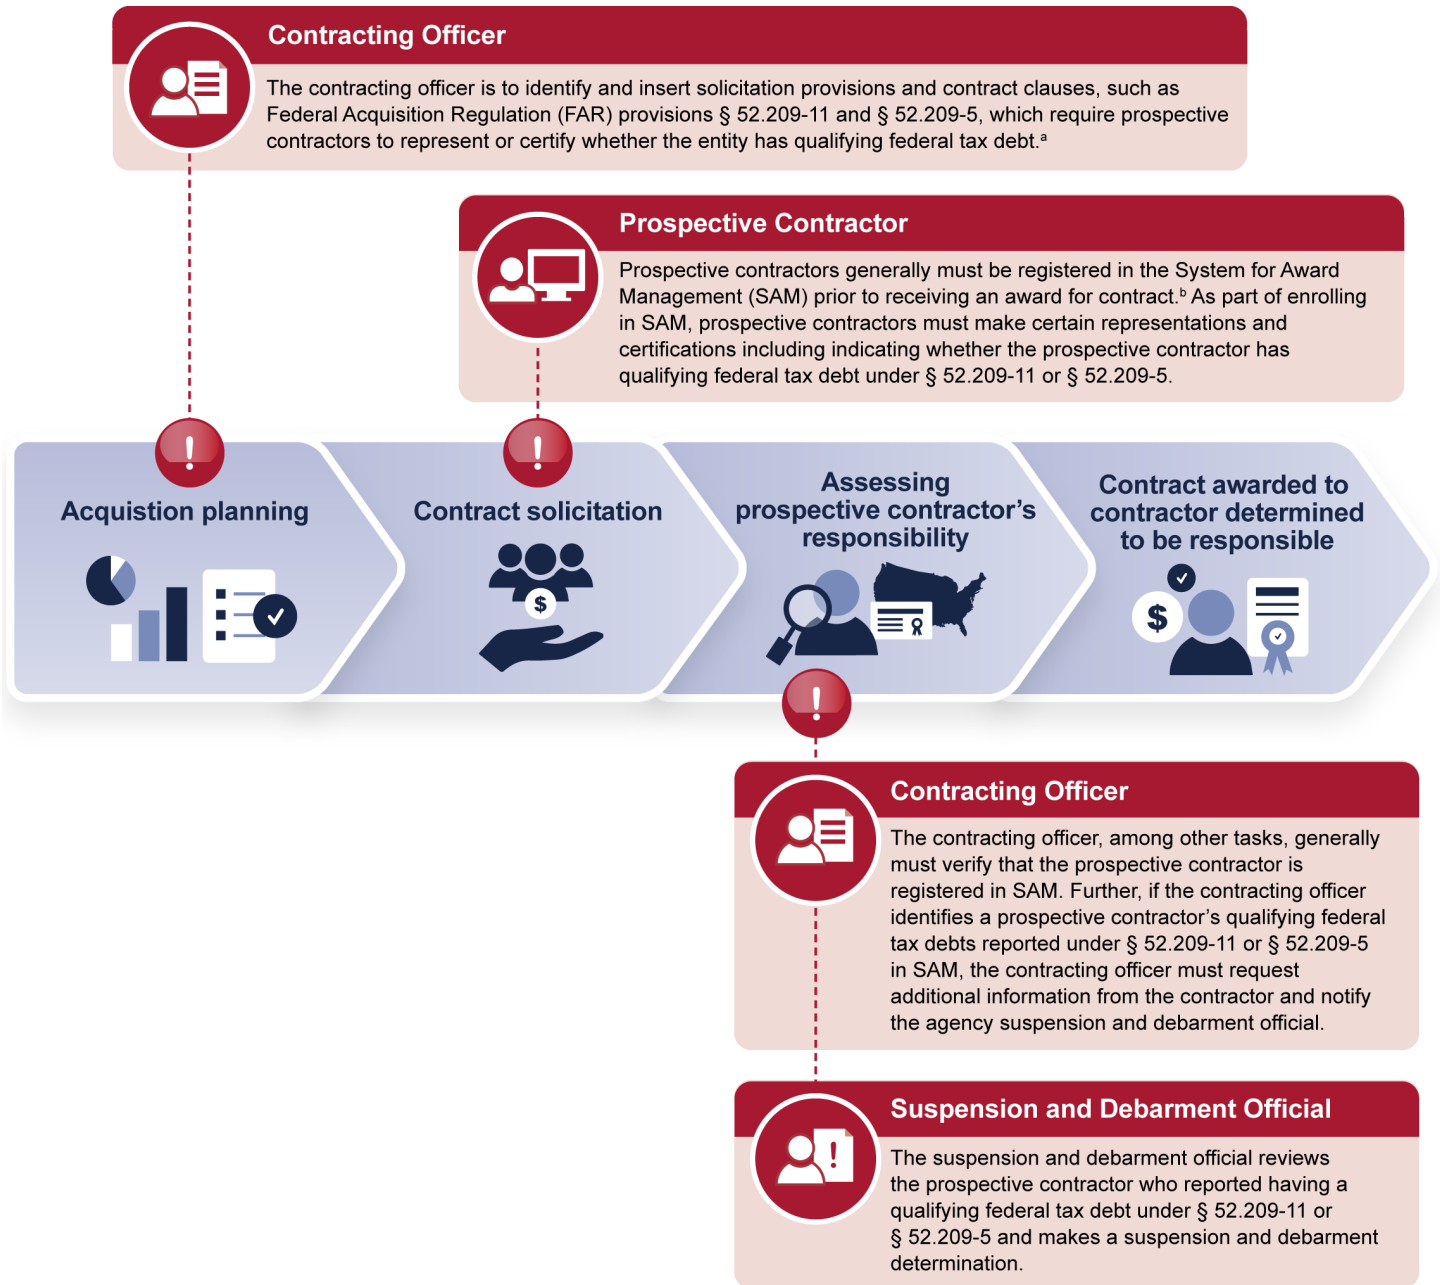 Contracting Officer
The contracting officer is to identify and insert solicitation provisions and contract clauses, such as
Federal Acquisition Regulation (FAR) provisions § 52.209-11 and § 52.209-5, which require prospective
contractors to represent or certify whether the entity has qualifying federal tax debt.ᵃ
Prospective Contractor
Prospective contractors generally must be registered in the System for Award
Management (SAM) prior to receiving an award for contract.ᵇ As part of enrolling
in SAM, prospective contractors must make certain representations and
certifications including indicating whether the prospective contractor has
qualifying federal tax debt under § 52.209-11 or § 52.209-5.
!
!
Acquistion planning
Contract solicitation
$
Assessing
prospective contractor’s
responsibility
Contract awarded to
contractor determined
to be responsible
$
!
Contracting Officer
The contracting officer, among other tasks, generally
must verify that the prospective contractor is
registered in SAM. Further, if the contracting officer
identifies a prospective contractor’s qualifying federal
tax debts reported under § 52.209-11 or § 52.209-5
in SAM, the contracting officer must request
additional information from the contractor and notify
the agency suspension and debarment official.
Suspension and Debarment Official
!
The suspension and debarment official reviews
the prospective contractor who reported having a
qualifying federal tax debt under § 52.209-11 or
§ 52.209-5 and makes a suspension and debarment
determination.